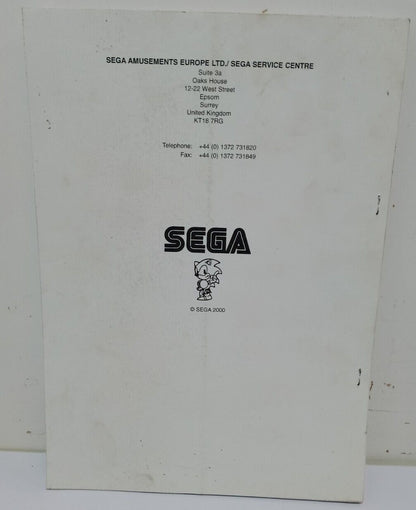 SEGA AMUSEMENTS EUROPE LTD./ SEGA SERVICE CENTRE
Suite 3a
Oaks House
12-22 West Street
Epsom
Surrey
United Kingdom
KT18 7RG
Telephone: +44 (0) 1372 731820
Fax: +44 (0) 1372 731849
SEGA
© SEGA 2000